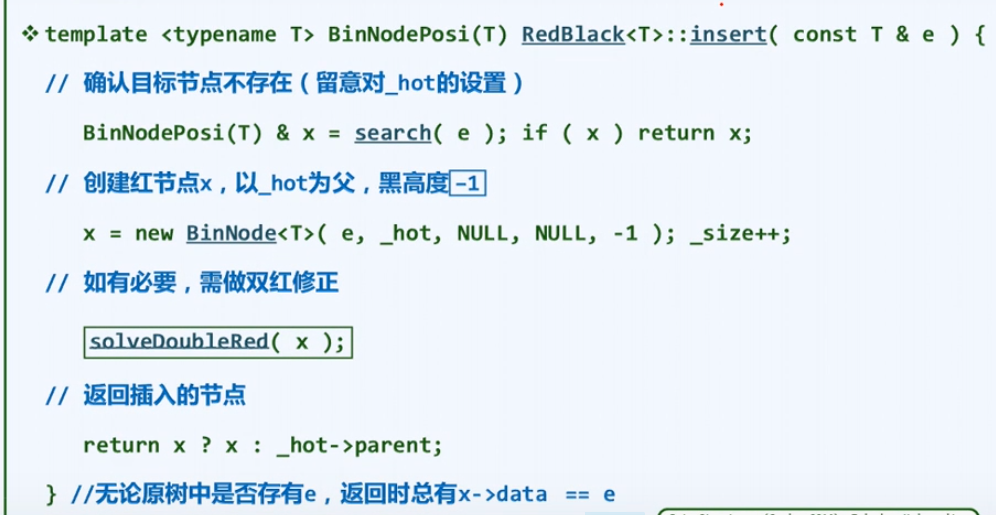 ❖ template <typename T> BinNodePosi(T) RedBlack<T>::insert( const T & e ) {
// 确认目标节点不存在（留意对_hot的设置）
BinNodePosi(T) & x = search( e ); if ( x ) return x;
// 创建红节点x，以_hot为父，黑高度-1
x = new BinNode<T>( e, _hot, NULL, NULL, -1 ); _size++;
// 如有必要，需做双红修正
solveDoubleRed( x );
// 返回插入的节点
return x ? x : _hot->parent;
} //无论原树中是否存有e，返回时总有x->data == e